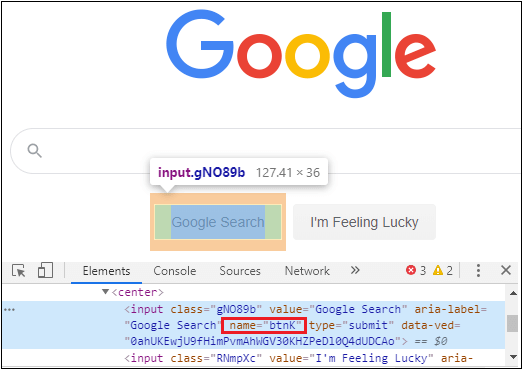 Google
input.gNO89b 127.41 × 36
Google Search I'm Feeling Lucky
Elements Console Sources Network » 3 2
▼<center>
... <input class="gNO89b" value="Google Search" aria-label=
"Google Search" name="btnK" type="submit" data-ved=
"0ahUKEwjU9fHimPvmAhWGV30KHZPeDl0Q4dUDCAo"> == $0
<input class="RNmpXc" value="I'm Feeling Lucky" aria-